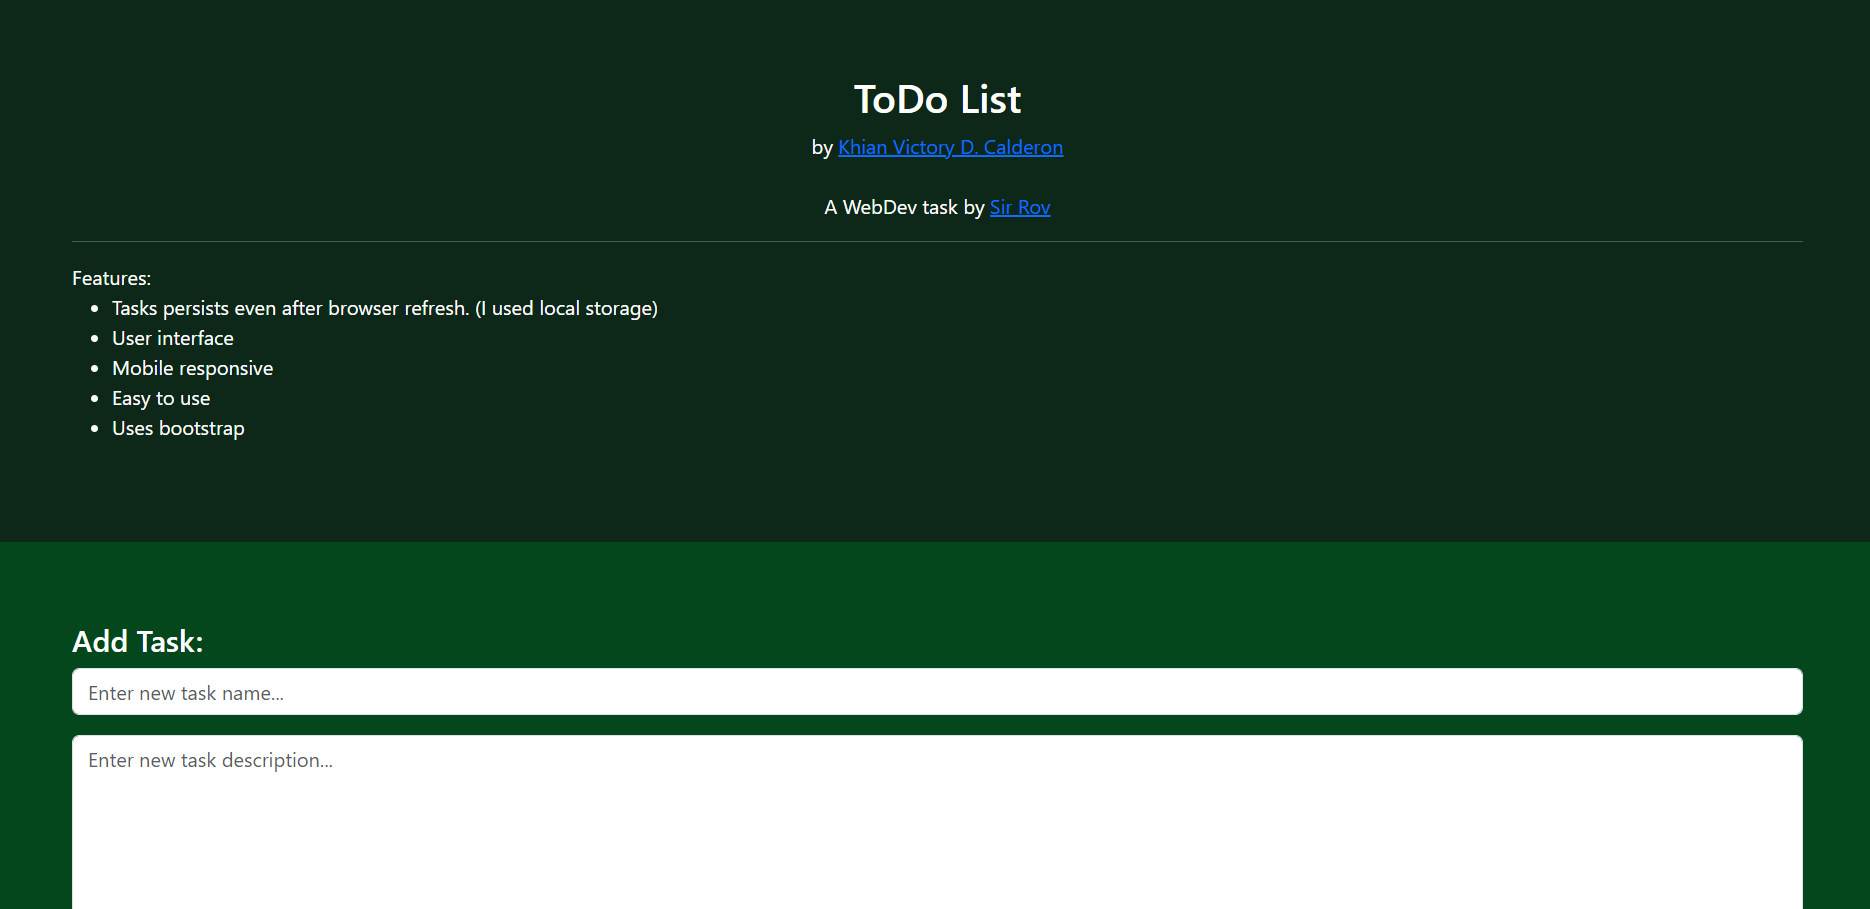 ToDo List
by Khian Victory D. Calderon
A WebDev task by Sir Rov
Features:
Tasks persists even after browser refresh. (I used local storage)
User interface
Mobile responsive
Easy to use
Uses bootstrap
Add Task:
Enter new task name...
Enter new task description...